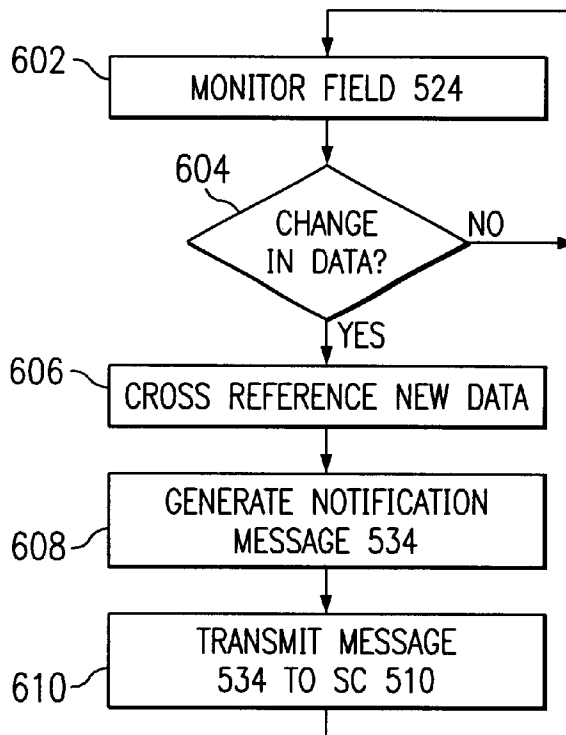 602
MONITOR FIELD 524
604
CHANGE
IN DATA?
NO
YES
606
CROSS REFERENCE NEW DATA
608
GENERATE NOTIFICATION
MESSAGE 534
610
TRANSMIT MESSAGE
534 TO SC 510